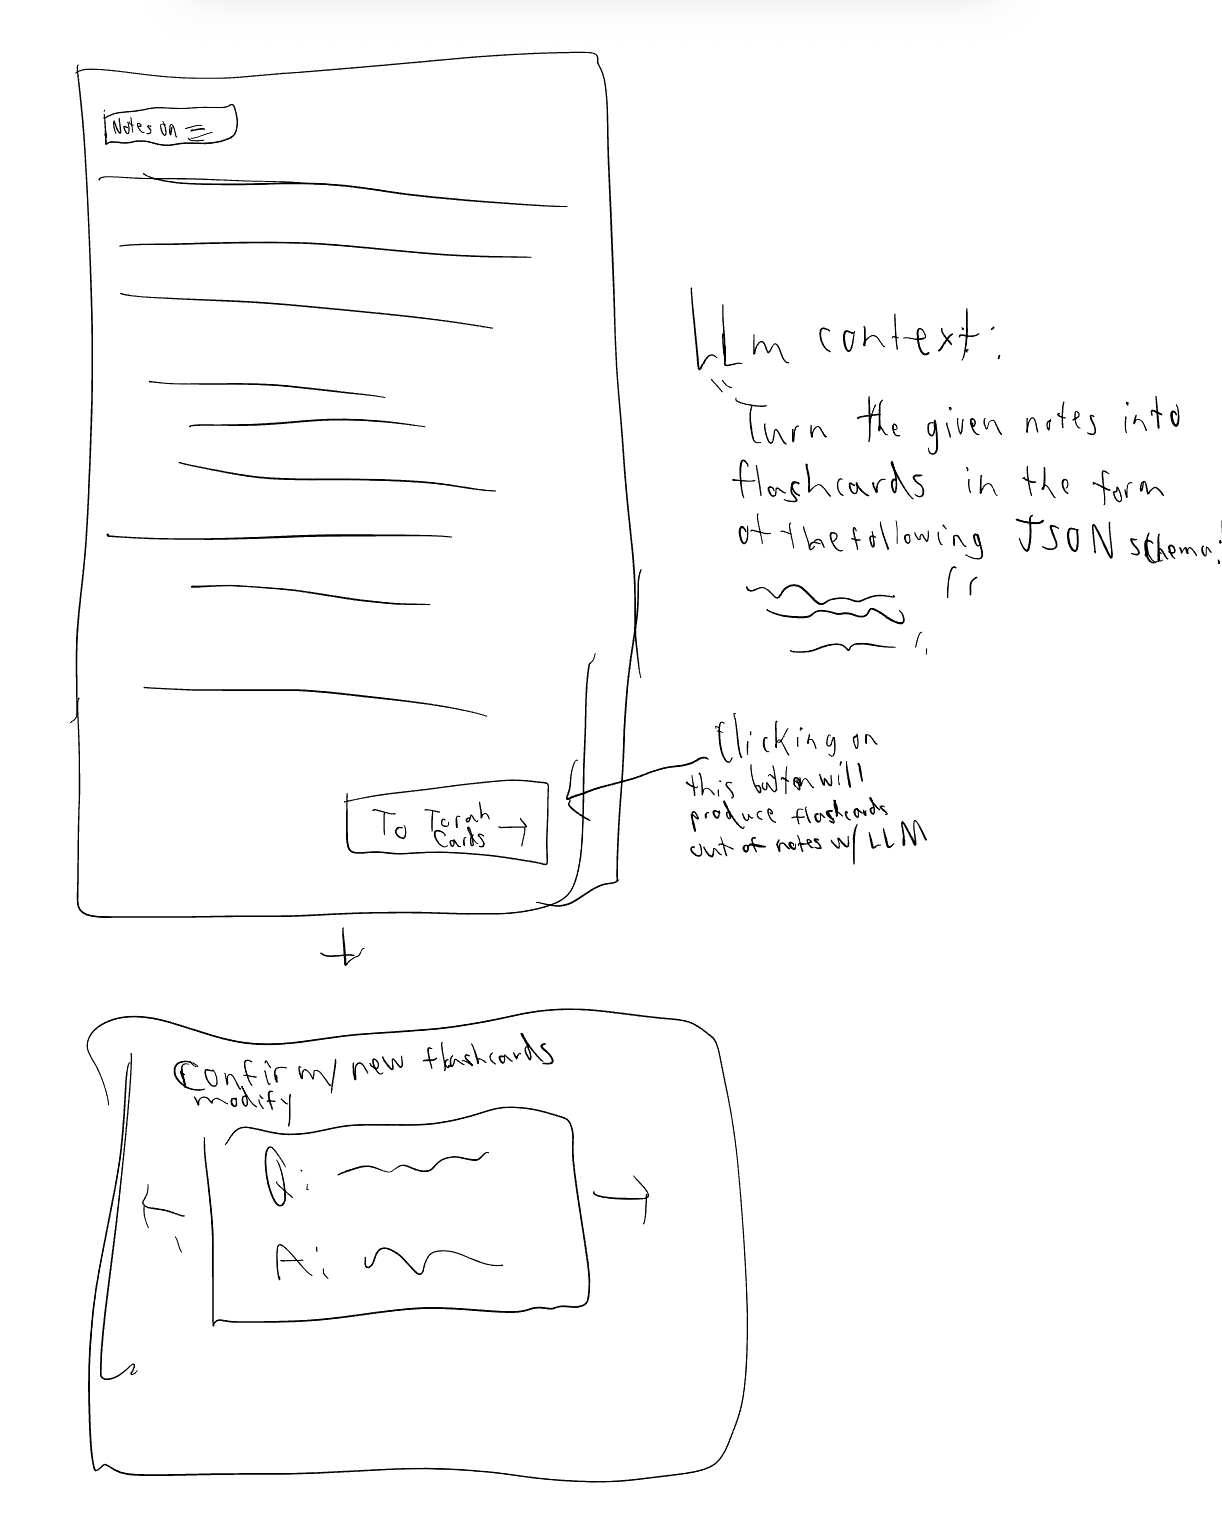 Notes on
LLm context:
"Turn the given notes into
flashcards in the form
of the following JSON schema:
"
Clicking on
this button will
produce flashcards
out of notes w/ LLM
To Torah
Cards →
Confirm/ new flashcards
modify
Q:
A: